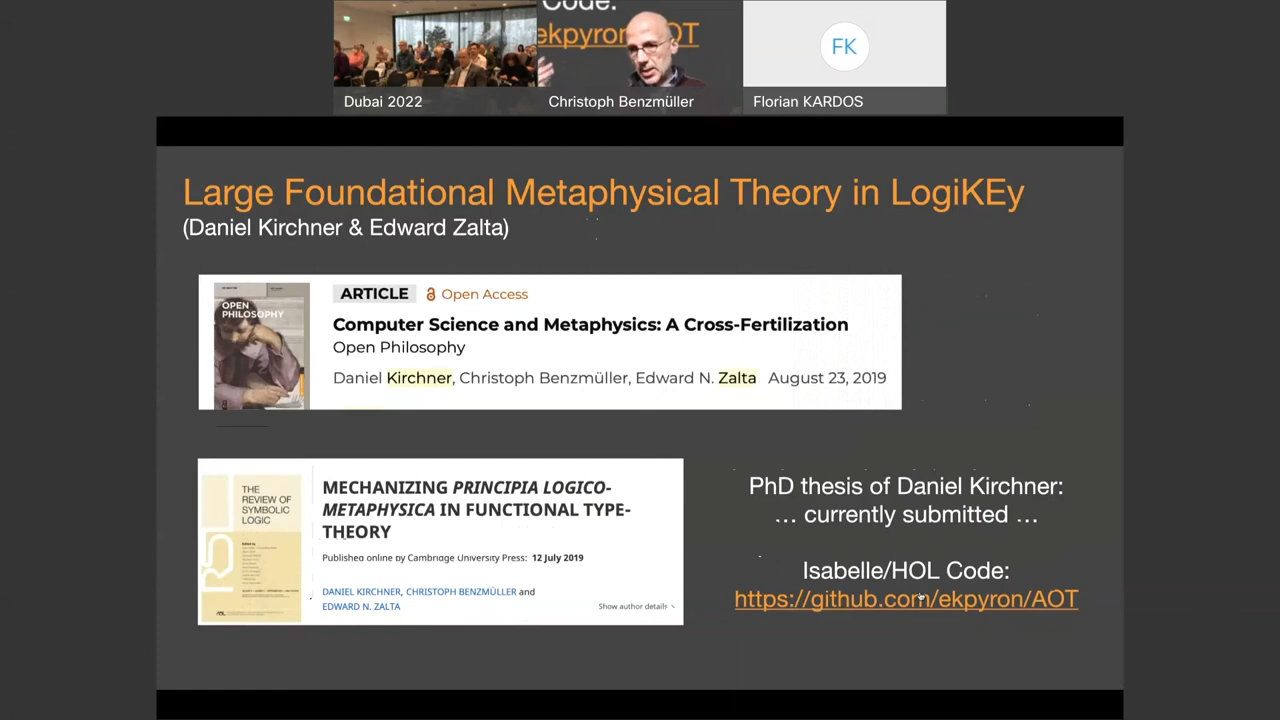 Code:
ekpyron/AOT
FK
Dubai 2022
Christoph Benzmüller
Florian KARDOS
Large Foundational Metaphysical Theory in LogiKEy
(Daniel Kirchner & Edward Zalta)
OPEN
PHILOSOPHY
ARTICLE Open Access
Computer Science and Metaphysics: A Cross-Fertilization
Open Philosophy
Daniel Kirchner, Christoph Benzmüller, Edward N. Zalta August 23, 2019
THE
REVIEW OF
SYMBOLIC
LOGIC
MECHANIZING PRINCIPIA LOGICO-
METAPHYSICA IN FUNCTIONAL TYPE-
THEORY
Published online by Cambridge University Press: 12 July 2019
DANIEL KIRCHNER, CHRISTOPH BENZMÜLLER and
EDWARD N. ZALTA
Show author details
PhD thesis of Daniel Kirchner:
… currently submitted …
Isabelle/HOL Code:
https://github.com/ekpyron/AOT